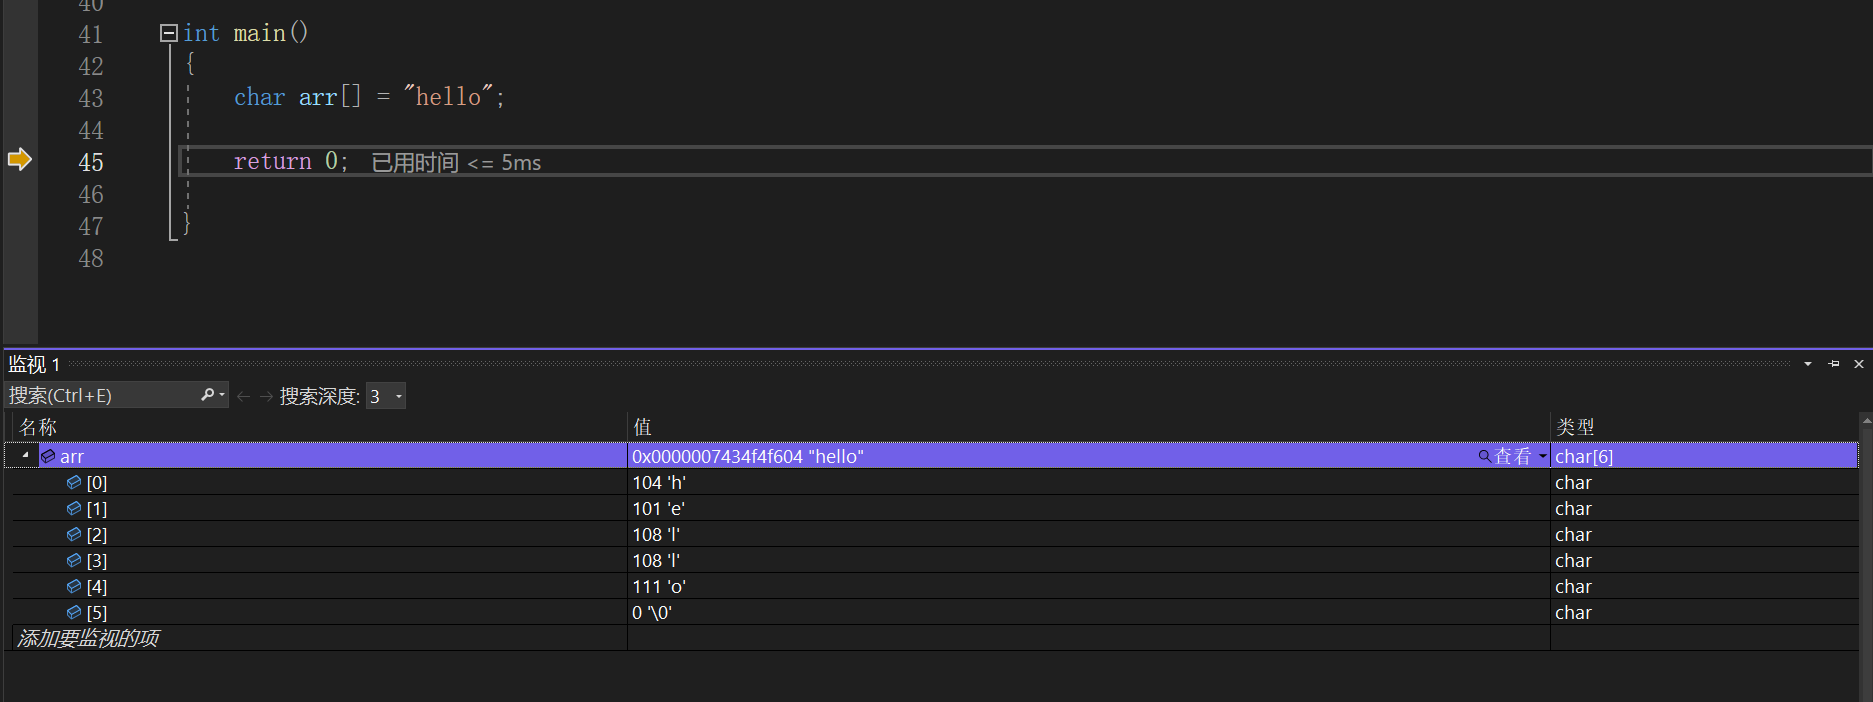 40
41 int main()
42 {
43 char arr[] = "hello";
44
45 return 0; 已用时间 <= 5ms
46
47 }
48
监视 1
搜索(Ctrl+E) 搜索深度: 3
名称 值 类型
arr 0x0000007434f4f604 "hello" 查看 char[6]
[0] 104 'h' char
[1] 101 'e' char
[2] 108 'l' char
[3] 108 'l' char
[4] 111 'o' char
[5] 0 '\0' char
添加要监视的项